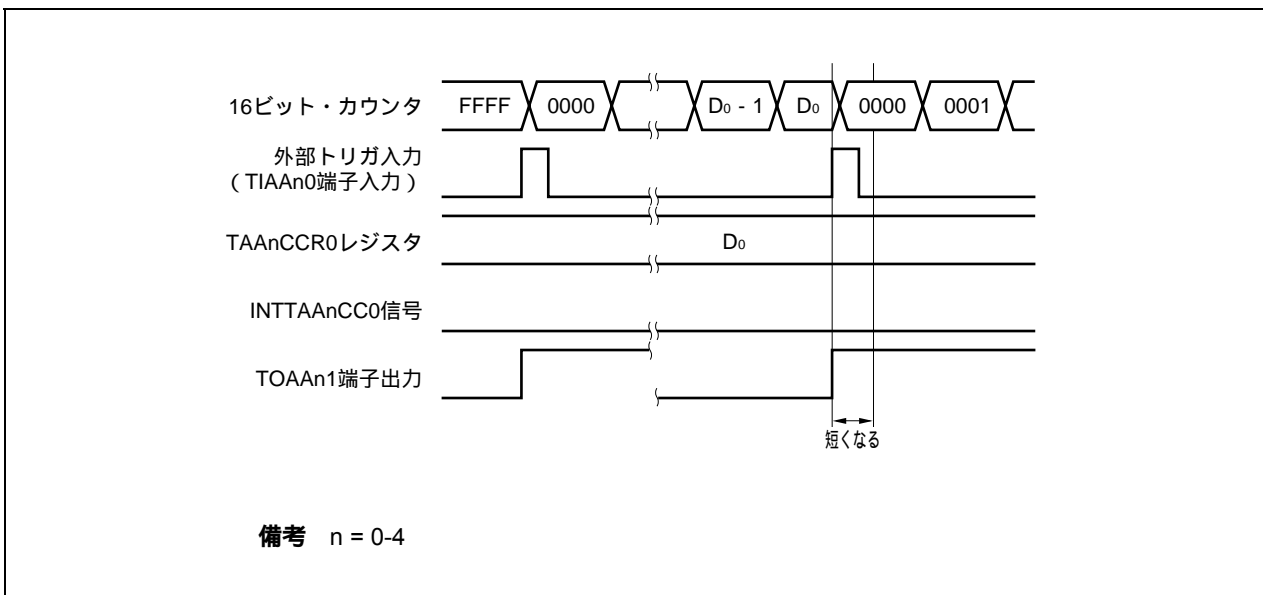 16ビット・カウンタ FFFF 0000 D0 - 1 D0 0000 0001
外部トリガ入力
（TIAAn0端子入力）
TAAnCCR0レジスタ D0
INTTAAnCC0信号
TOAAn1端子出力
短くなる
備考 n = 0-4